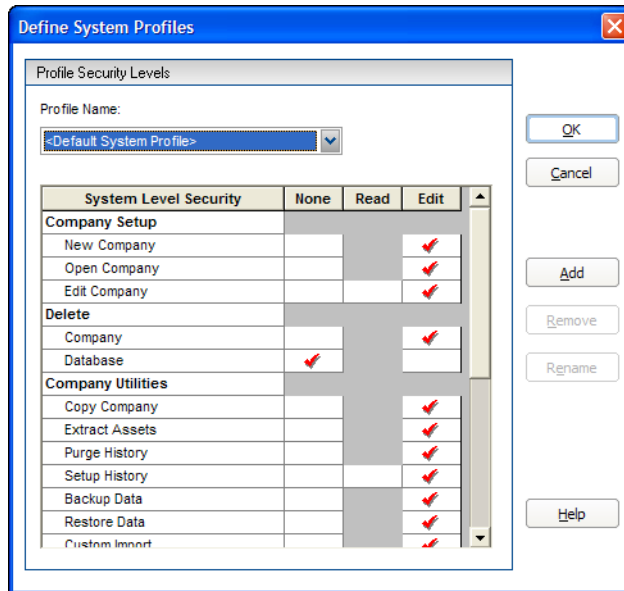 Define System Profiles
Profile Security Levels
Profile Name:
<Default System Profile>
System Level Security None Read Edit
Company Setup
New Company
Open Company
Edit Company
Delete
Company
Database
Company Utilities
Copy Company
Extract Assets
Purge History
Setup History
Backup Data
Restore Data
Custom Import
OK
Cancel
Add
Remove
Rename
Help